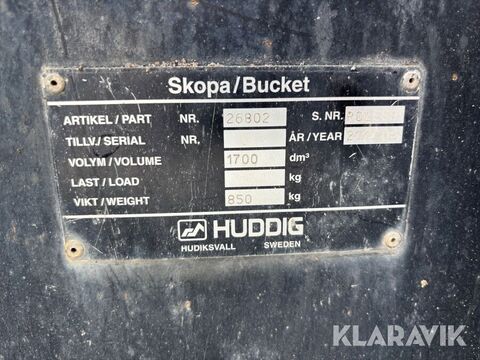 Skopa/Bucket
ARTIKEL/PART NR. 26802 S. NR.
TILLV./SERIAL NR. ÅR/YEAR
VOLYM/VOLUME 1700 dm³
LAST/LOAD kg
VIKT/WEIGHT 850 kg
HUDDIG
HUDIKSVALL SWEDEN
KLARAVIK